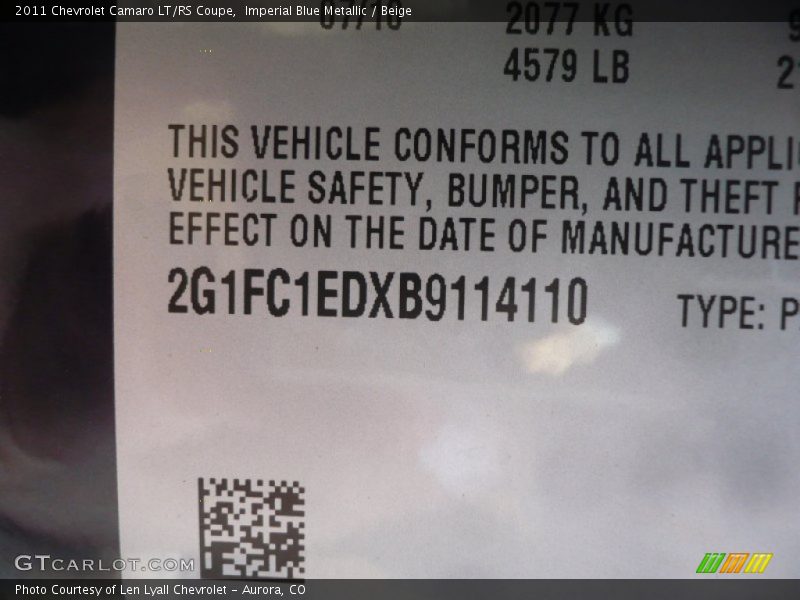 2011 Chevrolet Camaro LT/RS Coupe, Imperial Blue Metallic / Beige
07/10 2077 KG
4579 LB
THIS VEHICLE CONFORMS TO ALL
VEHICLE SAFETY, BUMPER, AND THEFT
EFFECT ON THE DATE OF MANUFACTURE
2G1FC1EDXB9114110 TYPE: P
GTCARLOT.COM
Photo Courtesy of Len Lyall Chevrolet - Aurora, CO